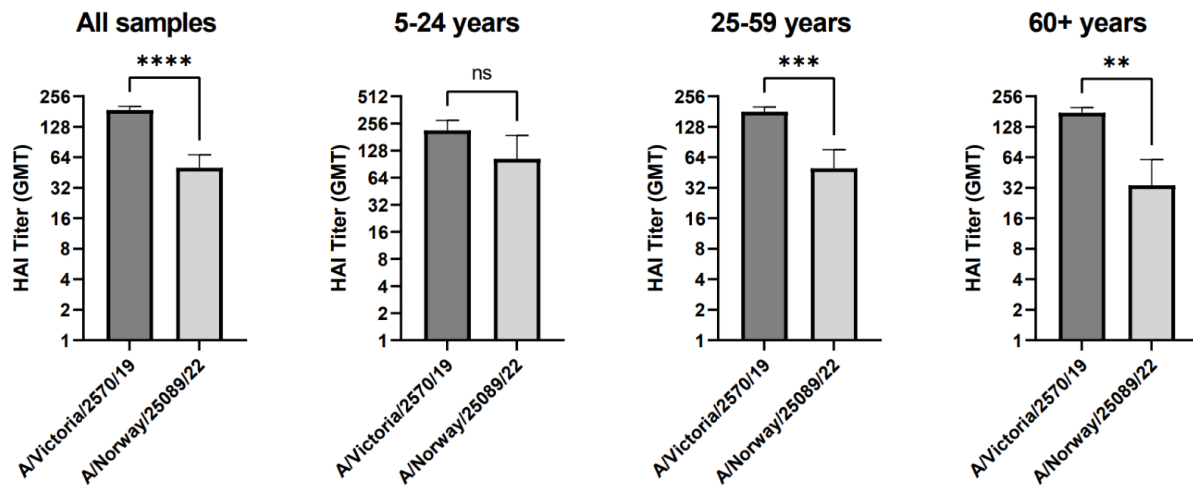 All samples
****
HAI Titer (GMT)
256
128
64
32
16
8
4
2
1
A/Victoria/2570/19
A/Norway/25089/22
5-24 years
ns
HAI Titer (GMT)
512
256
128
64
32
16
8
4
2
1
A/Victoria/2570/19
A/Norway/25089/22
25-59 years
***
HAI Titer (GMT)
256
128
64
32
16
8
4
2
1
A/Victoria/2570/19
A/Norway/25089/22
60+ years
**
HAI Titer (GMT)
256
128
64
32
16
8
4
2
1
A/Victoria/2570/19
A/Norway/25089/22